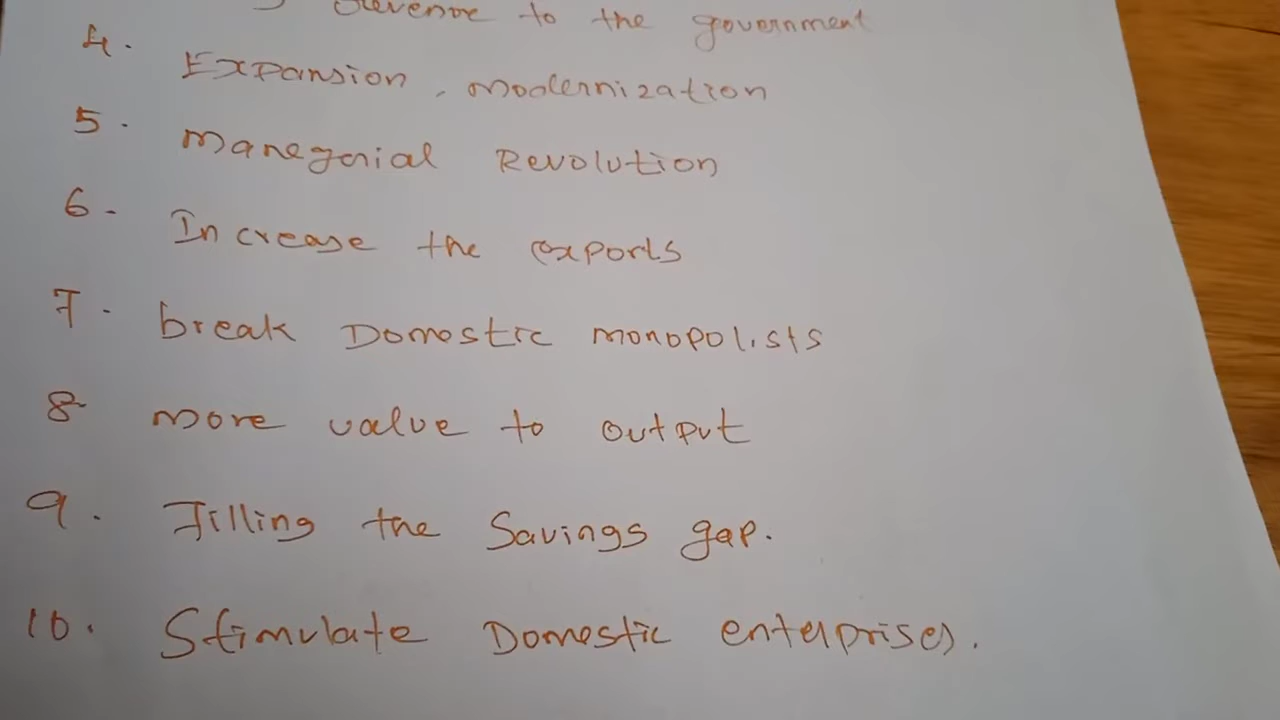 Revenue to the government
4. Expansion, modernization
5. Manegerial Revolution
6- Increase the exports
7. break Domestic monopolists
8- more value to output
9. Filling the Savings gap.
10. Stimulate Domestic enterprises.